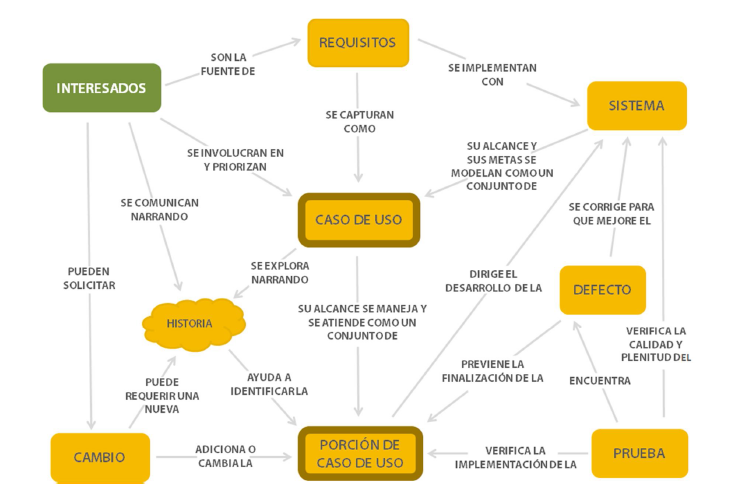 REQUISITOS
SON LA
FUENTE DE
SE IMPLEMENTAN
CON
INTERESADOS
SISTEMA
SE CAPTURAN
COMO
SE INVOLUCRAN EN
Y PRIORIZAN
SU ALCANCE Y
SUS METAS SE
MODELAN COMO UN
CONJUNTO DE
SE COMUNICAN
NARRANDO
CASO DE USO
SE CORRIGE PARA
QUE MEJORE EL
PUEDEN
SOLICITAR
SE EXPLORA
NARRANDO
DIRIGE EL
DESARROLLO DE LA
DEFECTO
HISTORIA
SU ALCANCE SE MANEJA Y
SE ATIENDE COMO UN
CONJUNTO DE
VERIFICA LA
CALIDAD Y
PLENITUD DEL
PUEDE
REQUERIR UNA
NUEVA
AYUDA A
IDENTIFICAR LA
PREVIENE LA
FINALIZACIÓN DE LA
ENCUENTRA
CAMBIO
ADICIONA O
CAMBIA LA
PORCIÓN DE
CASO DE USO
VERIFICA LA
IMPLEMENTACIÓN DE LA
PRUEBA